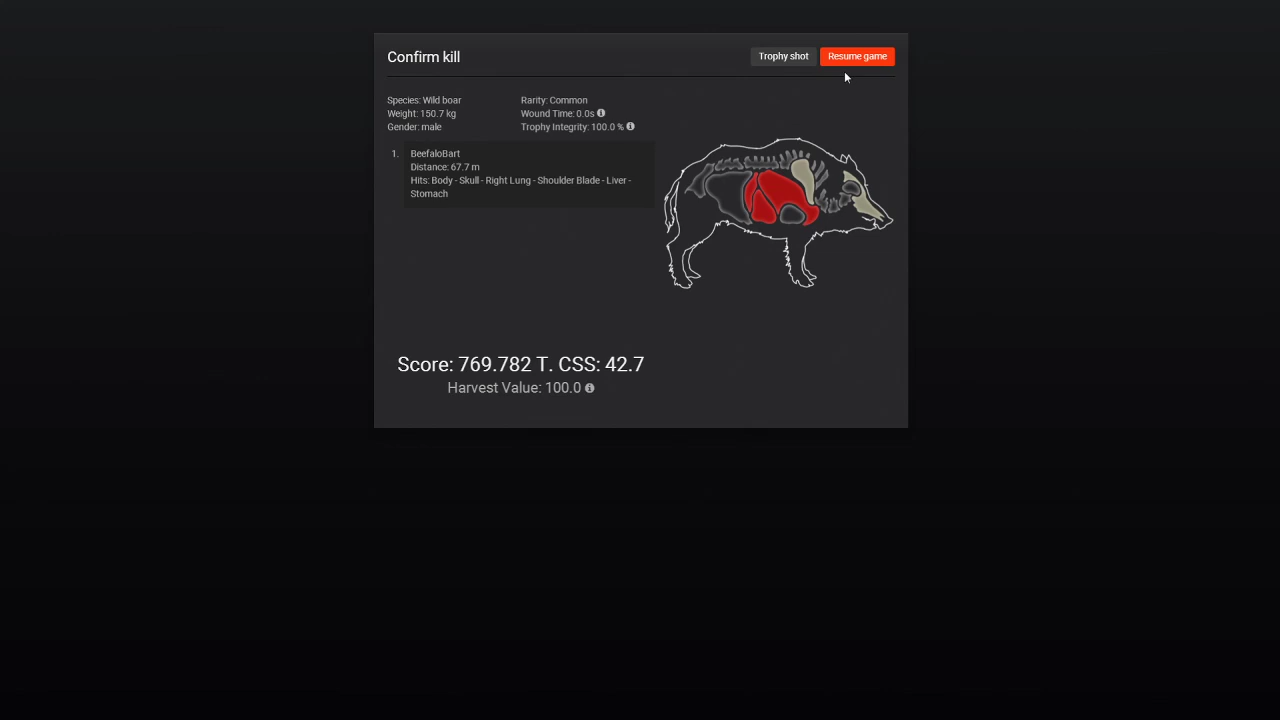 Confirm kill
Trophy shot
Resume game
Species: Wild boar
Rarity: Common
Weight: 150.7 kg
Wound Time: 0.0s
Gender: male
Trophy Integrity: 100.0 %
1. BeefaloBart
Distance: 67.7 m
Hits: Body - Skull - Right Lung - Shoulder Blade - Liver -
Stomach
Score: 769.782 T. CSS: 42.7
Harvest Value: 100.0